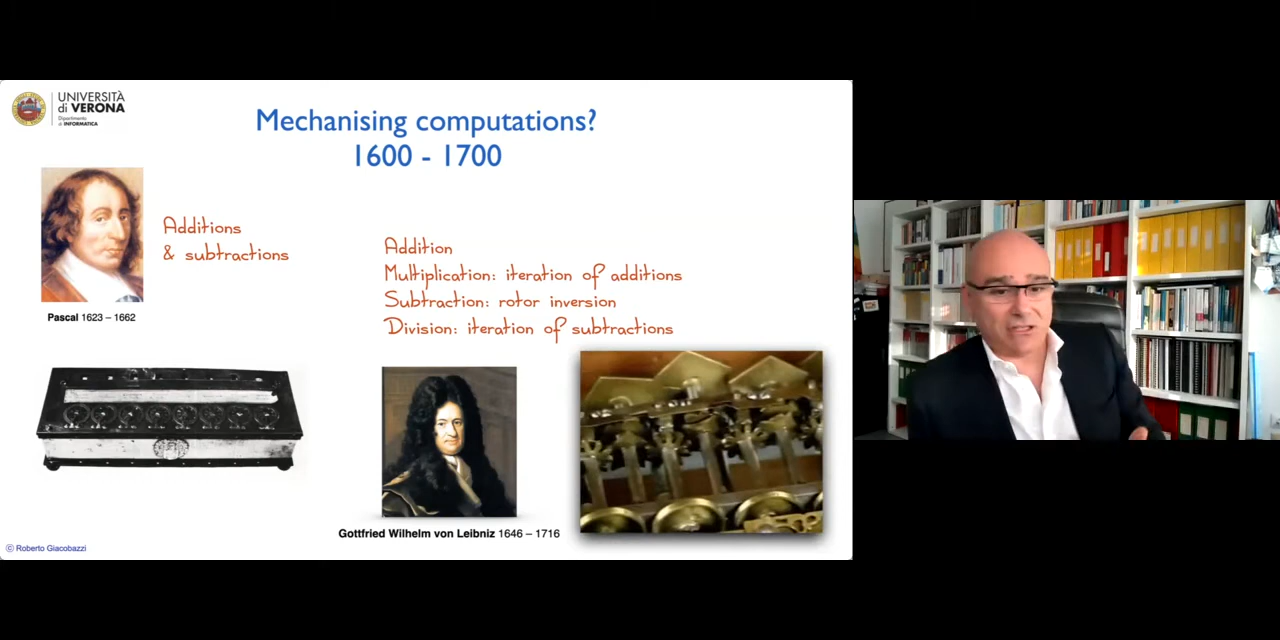 UNIVERSITÀ
di VERONA
Dipartimento
di INFORMATICA
Mechanising computations?
1600 - 1700
Additions
& subtractions
Pascal 1623 – 1662
Addition
Multiplication: iteration of additions
Subtraction: rotor inversion
Division: iteration of subtractions
Gottfried Wilhelm von Leibniz 1646 – 1716
© Roberto Giacobazzi